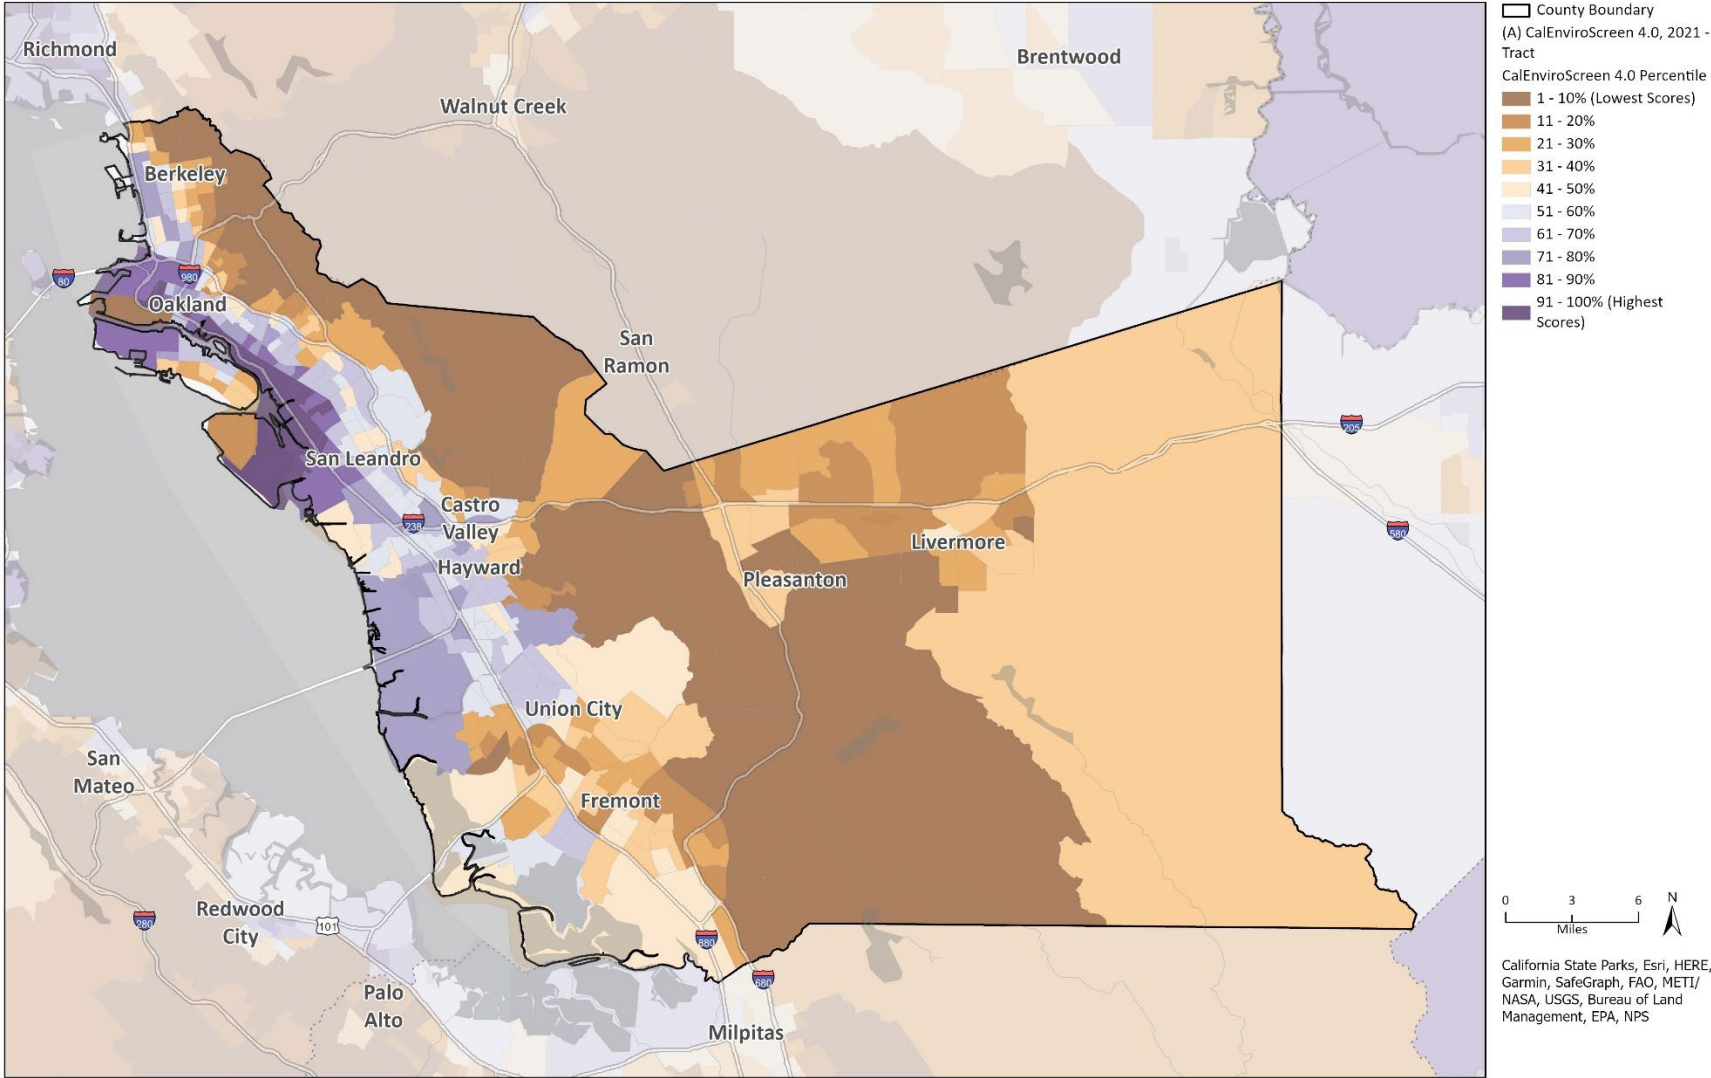 Richmond
Brentwood
Walnut Creek
Berkeley
80
980
Oakland
San
Ramon
205
San Leandro
Castro
Valley
238
580
Livermore
Hayward
Pleasanton
Union City
San
Mateo
Fremont
Redwood
City
280
101
880
680
Palo
Alto
Milpitas
County Boundary
(A) CalEnviroScreen 4.0, 2021 -
Tract
CalEnviroScreen 4.0 Percentile
1 - 10% (Lowest Scores)
11 - 20%
21 - 30%
31 - 40%
41 - 50%
51 - 60%
61 - 70%
71 - 80%
81 - 90%
91 - 100% (Highest
Scores)
0 3 6
Miles
N
California State Parks, Esri, HERE,
Garmin, SafeGraph, FAO, METI/
NASA, USGS, Bureau of Land
Management, EPA, NPS